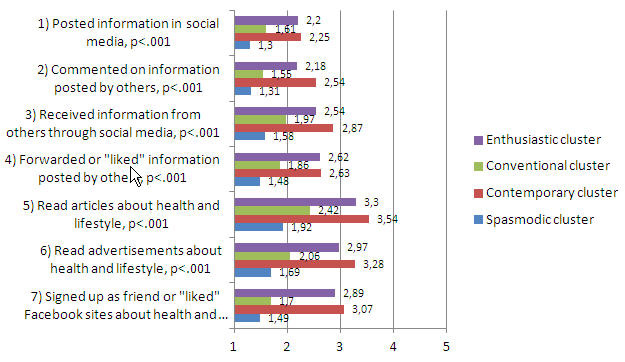 1) Posted information in social
media, p<.001
2,2
1,61
2,25
1,3
2) Commented on information
posted by others, p<.001
2,18
1,55
2,54
1,31
3) Received information from
others through social media, p<.001
2,54
1,97
2,87
1,58
4) Forwarded or "liked" information
posted by others, p<.001
2,62
1,86
2,63
1,48
5) Read articles about health and
lifestyle, p<.001
3,3
2,42
3,54
1,92
6) Read advertisements about
health and lifestyle, p<.001
2,97
2,06
3,28
1,69
7) Signed up as friend or "liked"
Facebook sites about health and ...
2,89
1,7
3,07
1,49
1 2 3 4 5
Enthusiastic cluster
Conventional cluster
Contemporary cluster
Spasmodic cluster